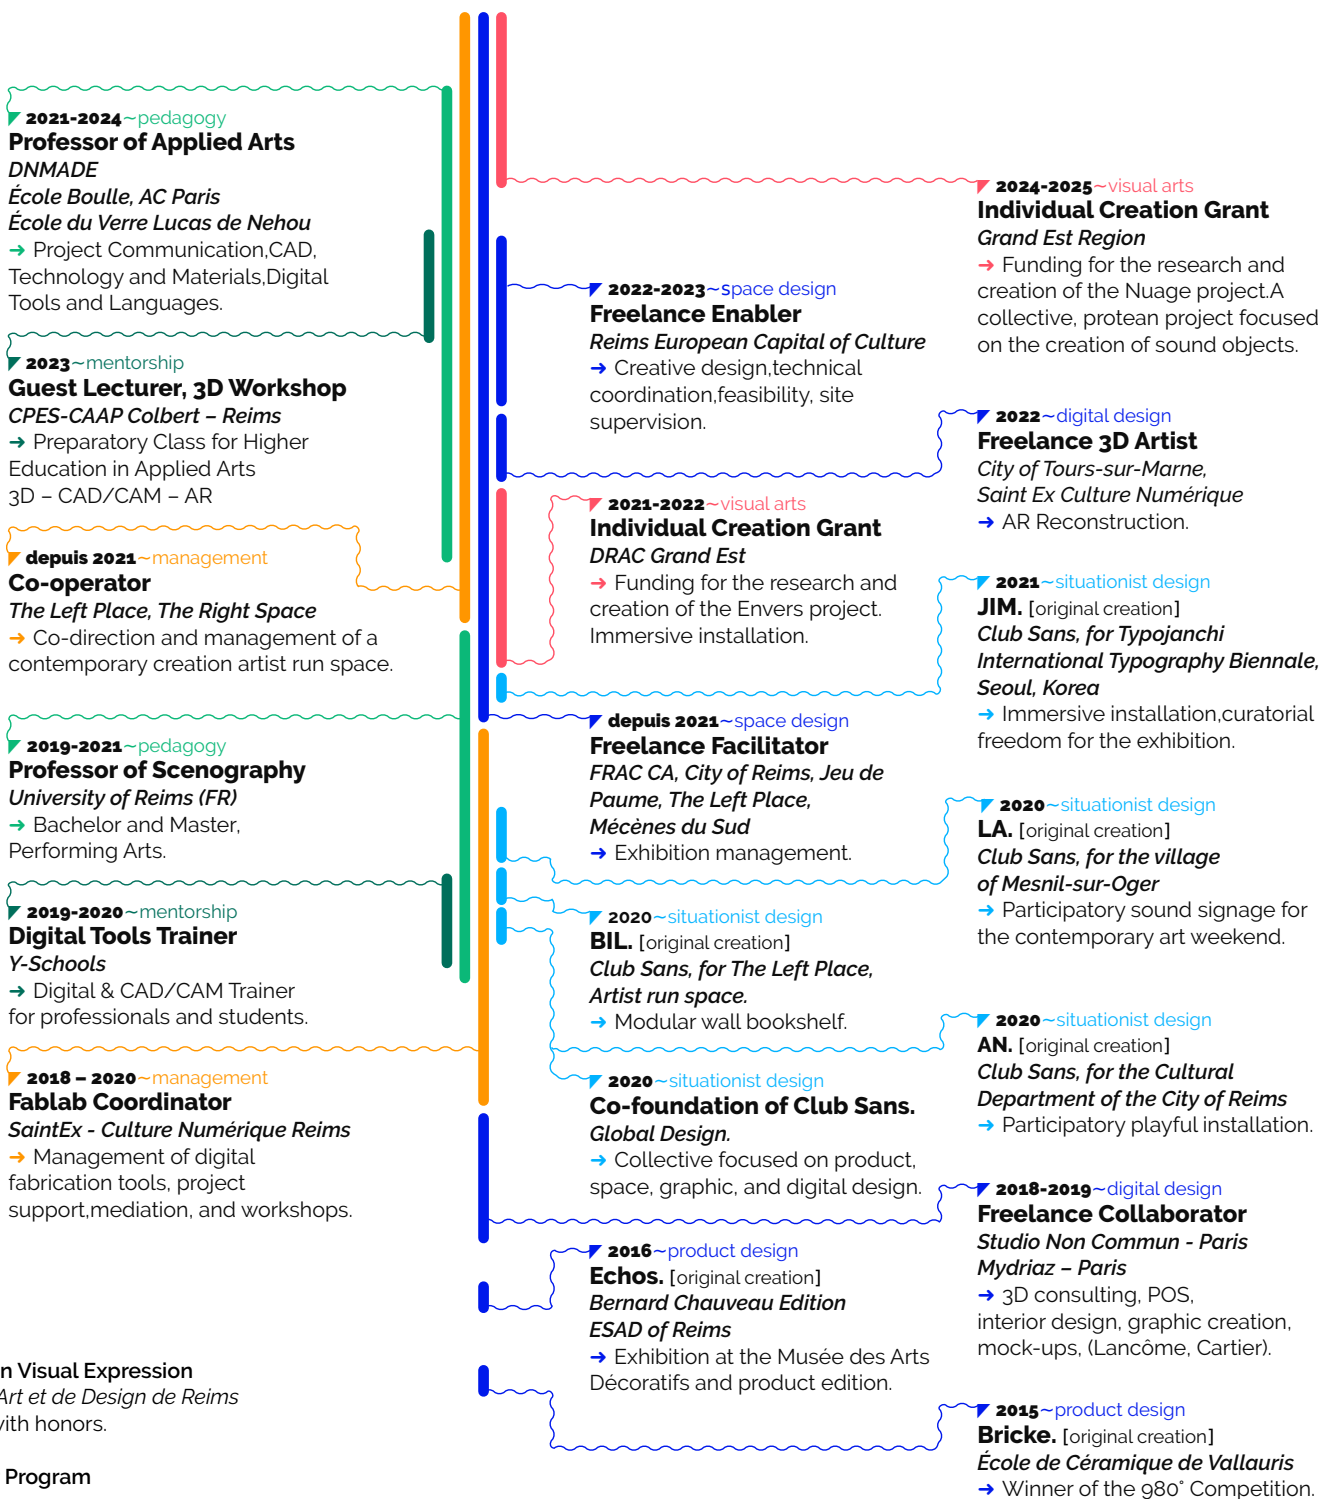 2021-2024~pedagogy
Professor of Applied Arts
DNMADE
École Boulle, AC Paris
École du Verre Lucas de Nehou
➜ Project Communication,CAD,
Technology and Materials,Digital
Tools and Languages.
2023~mentorship
Guest Lecturer, 3D Workshop
CPES-CAAP Colbert – Reims
➜ Preparatory Class for Higher
Education in Applied Arts
3D – CAD/CAM – AR
depuis 2021~management
Co-operator
The Left Place, The Right Space
➜ Co-direction and management of a
contemporary creation artist run space.
2019-2021~pedagogy
Professor of Scenography
University of Reims (FR)
➜ Bachelor and Master,
Performing Arts.
2019-2020~mentorship
Digital Tools Trainer
Y-Schools
➜ Digital & CAD/CAM Trainer
for professionals and students.
2018 – 2020~management
Fablab Coordinator
SaintEx - Culture Numérique Reims
➜ Management of digital
fabrication tools, project
support,mediation, and workshops.
n Visual Expression
Art et de Design de Reims
with honors.
Program
2022-2023~space design
Freelance Enabler
Reims European Capital of Culture
➜ Creative design,technical
coordination,feasibility, site
supervision.
2021-2022~visual arts
Individual Creation Grant
DRAC Grand Est
➜ Funding for the research and
creation of the Envers project.
Immersive installation.
depuis 2021~space design
Freelance Facilitator
FRAC CA, City of Reims, Jeu de
Paume, The Left Place,
Mécènes du Sud
➜ Exhibition management.
2020~situationist design
BIL. [original creation]
Club Sans, for The Left Place,
Artist run space.
➜ Modular wall bookshelf.
2020~situationist design
Co-foundation of Club Sans.
Global Design.
➜ Collective focused on product,
space, graphic, and digital design.
2016~product design
Echos. [original creation]
Bernard Chauveau Edition
ESAD of Reims
➜ Exhibition at the Musée des Arts
Décoratifs and product edition.
2024-2025~visual arts
Individual Creation Grant
Grand Est Region
➜ Funding for the research and
creation of the Nuage project.A
collective, protean project focused
on the creation of sound objects.
2022~digital design
Freelance 3D Artist
City of Tours-sur-Marne,
Saint Ex Culture Numérique
➜ AR Reconstruction.
2021~situationist design
JIM. [original creation]
Club Sans, for Typojanchi
International Typography Biennale,
Seoul, Korea
➜ Immersive installation,curatorial
freedom for the exhibition.
2020~situationist design
LA. [original creation]
Club Sans, for the village
of Mesnil-sur-Oger
➜ Participatory sound signage for
the contemporary art weekend.
2020~situationist design
AN. [original creation]
Club Sans, for the Cultural
Department of the City of Reims
➜ Participatory playful installation.
2018-2019~digital design
Freelance Collaborator
Studio Non Commun - Paris
Mydriaz – Paris
➜ 3D consulting, POS,
interior design, graphic creation,
mock-ups, (Lancôme, Cartier).
2015~product design
Bricke. [original creation]
École de Céramique de Vallauris
➜ Winner of the 980° Competition.